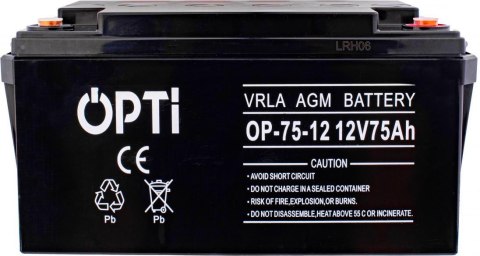 LRH06
OPTi
VRLA AGM BATTERY
OP-75-12 12V75Ah
CAUTION
• AVOID SHORT CIRCUIT
• DO NOT CHARGE IN A SEALED CONTAINER
• RISK OF FIRE, EXPLOSION, OR BURN.
• DO NOT DISASSEMBLE, HEAT ABOVE 55 C OR INCINERATE.
CE
Pb
Pb